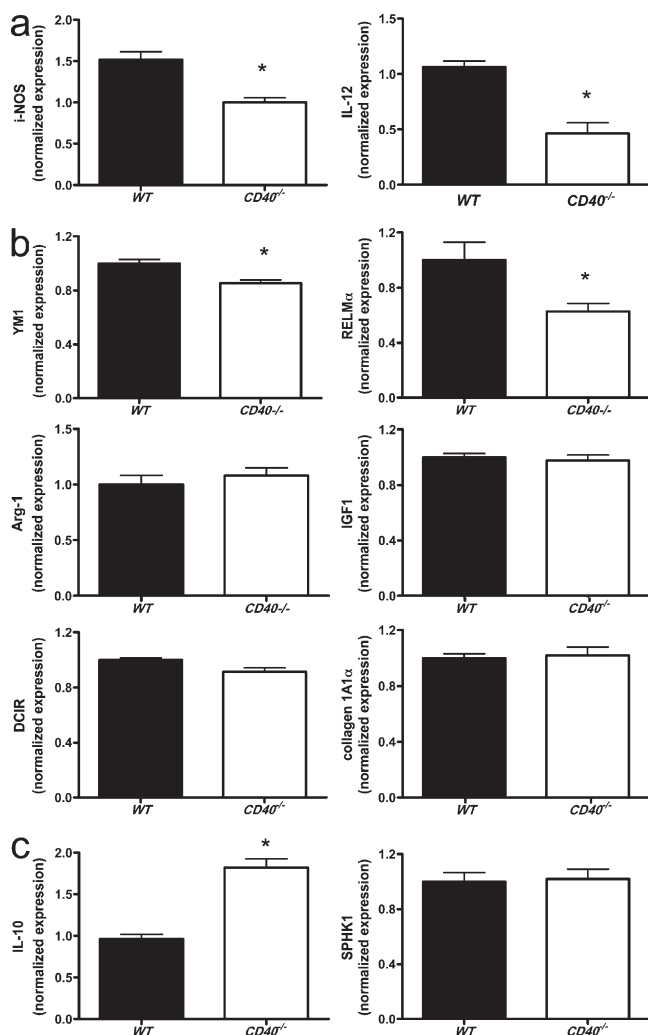 a
i-NOS
(normalized expression)
2.0
1.5
1.0
0.5
0.0
*
WT
CD40-/-
IL-12
(normalized expression)
1.5
1.0
0.5
0.0
*
WT
CD40-/-
b
YM1
(normalized expression)
1.2
0.8
0.4
0.0
*
WT
CD40-/-
RELMα
(normalized expression)
1.2
0.8
0.4
0.0
*
WT
CD40-/-
Arg-1
(normalized expression)
1.5
1.0
0.5
0.0
WT
CD40-/-
IGF1
(normalized expression)
1.2
0.8
0.4
0.0
WT
CD40-/-
DCIR
(normalized expression)
1.2
0.8
0.4
0.0
WT
CD40-/-
collagen 1A1α
(normalized expression)
1.2
0.8
0.4
0.0
WT
CD40-/-
c
IL-10
(normalized expression)
2.0
1.5
1.0
0.5
0.0
*
WT
CD40-/-
SPHK1
(normalized expression)
1.2
0.8
0.4
0.0
WT
CD40-/-